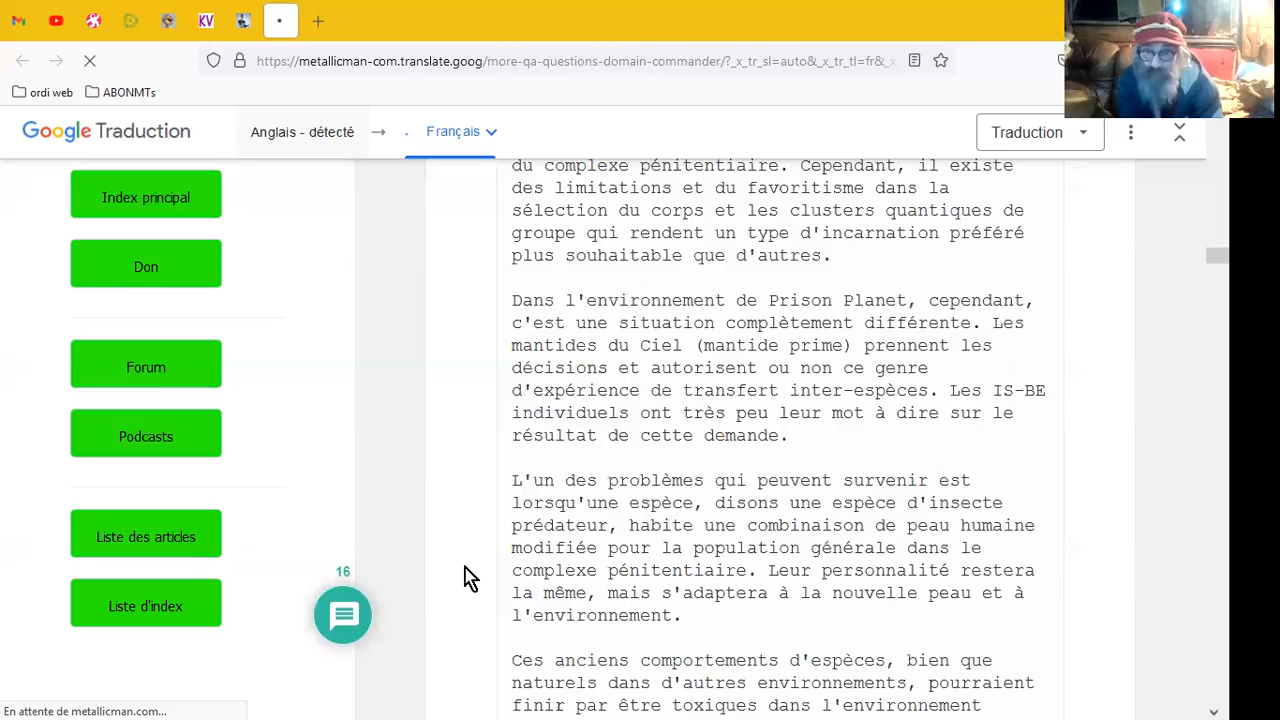 KV
+
https://metallicman-com.translate.goog/more-qa-questions-domain-commander/?_x_tr_sl=auto&_x_tr_tl=fr&_x
ordi web
ABONMTs
Google Traduction
Anglais - détecté
Français
Traduction
Index principal
Don
Forum
Podcasts
Liste des articles
Liste d'index
16
du complexe pénitentiaire. Cependant, il existe
des limitations et du favoritisme dans la
sélection du corps et les clusters quantiques de
groupe qui rendent un type d'incarnation préféré
plus souhaitable que d'autres.
Dans l'environnement de Prison Planet, cependant,
c'est une situation complètement différente. Les
mantides du Ciel (mantide prime) prennent les
décisions et autorisent ou non ce genre
d'expérience de transfert inter-espèces. Les IS-BE
individuels ont très peu leur mot à dire sur le
résultat de cette demande.
L'un des problèmes qui peuvent survenir est
lorsqu'une espèce, disons une espèce d'insecte
prédateur, habite une combinaison de peau humaine
modifiée pour la population générale dans le
complexe pénitentiaire. Leur personnalité restera
la même, mais s'adaptera à la nouvelle peau et à
l'environnement.
Ces anciens comportements d'espèces, bien que
naturels dans d'autres environnements, pourraient
finir par être toxiques dans l'environnement
En attente de metallicman.com...